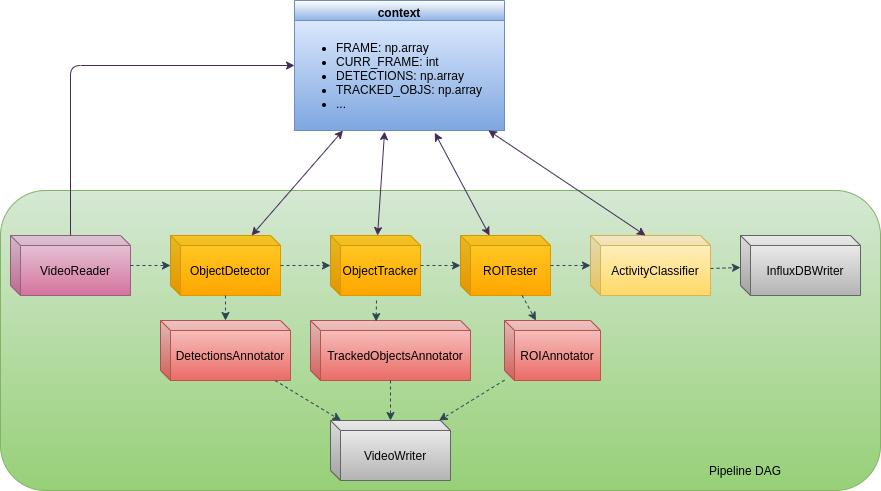 context
• FRAME: np.array
• CURR_FRAME: int
• DETECTIONS: np.array
• TRACKED_OBJS: np.array
• ...
VideoReader
ObjectDetector
ObjectTracker
ROITester
ActivityClassifier
InfluxDBWriter
DetectionsAnnotator
TrackedObjectsAnnotator
ROIAnnotator
VideoWriter
Pipeline DAG